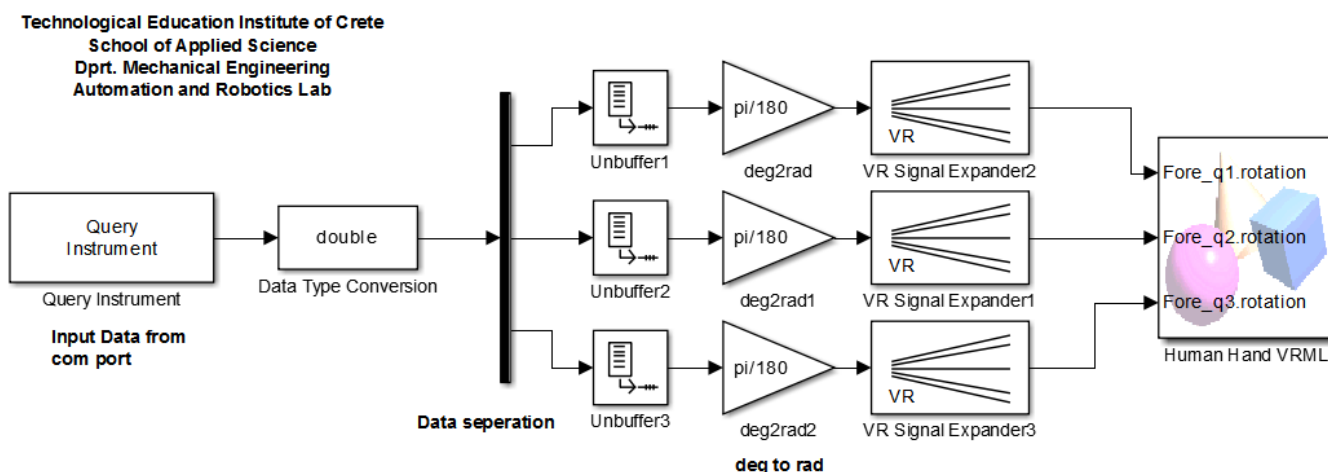 Technological Education Institute of Crete
School of Applied Science
Dprt. Mechanical Engineering
Automation and Robotics Lab
Query
Instrument
Query Instrument
Input Data from
com port
double
Data Type Conversion
Data seperation
Unbuffer1
pi/180
deg2rad
VR
VR Signal Expander2
Unbuffer2
pi/180
deg2rad1
VR
VR Signal Expander1
Unbuffer3
pi/180
deg2rad2
VR
VR Signal Expander3
deg to rad
Fore_q1.rotation
Fore_q2.rotation
Fore_q3.rotation
Human Hand VRML